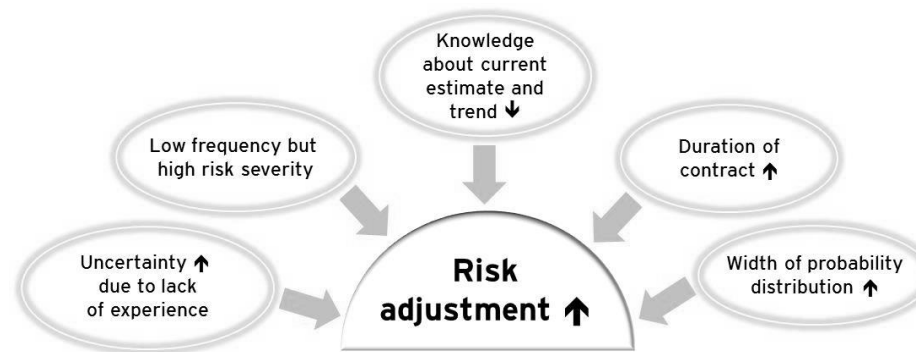 Knowledge
about current
estimate and
trend ↓
Low frequency but
high risk severity
Duration of
contract ↑
Uncertainty ↑
due to lack
of experience
Risk
adjustment ↑
Width of probability
distribution ↑